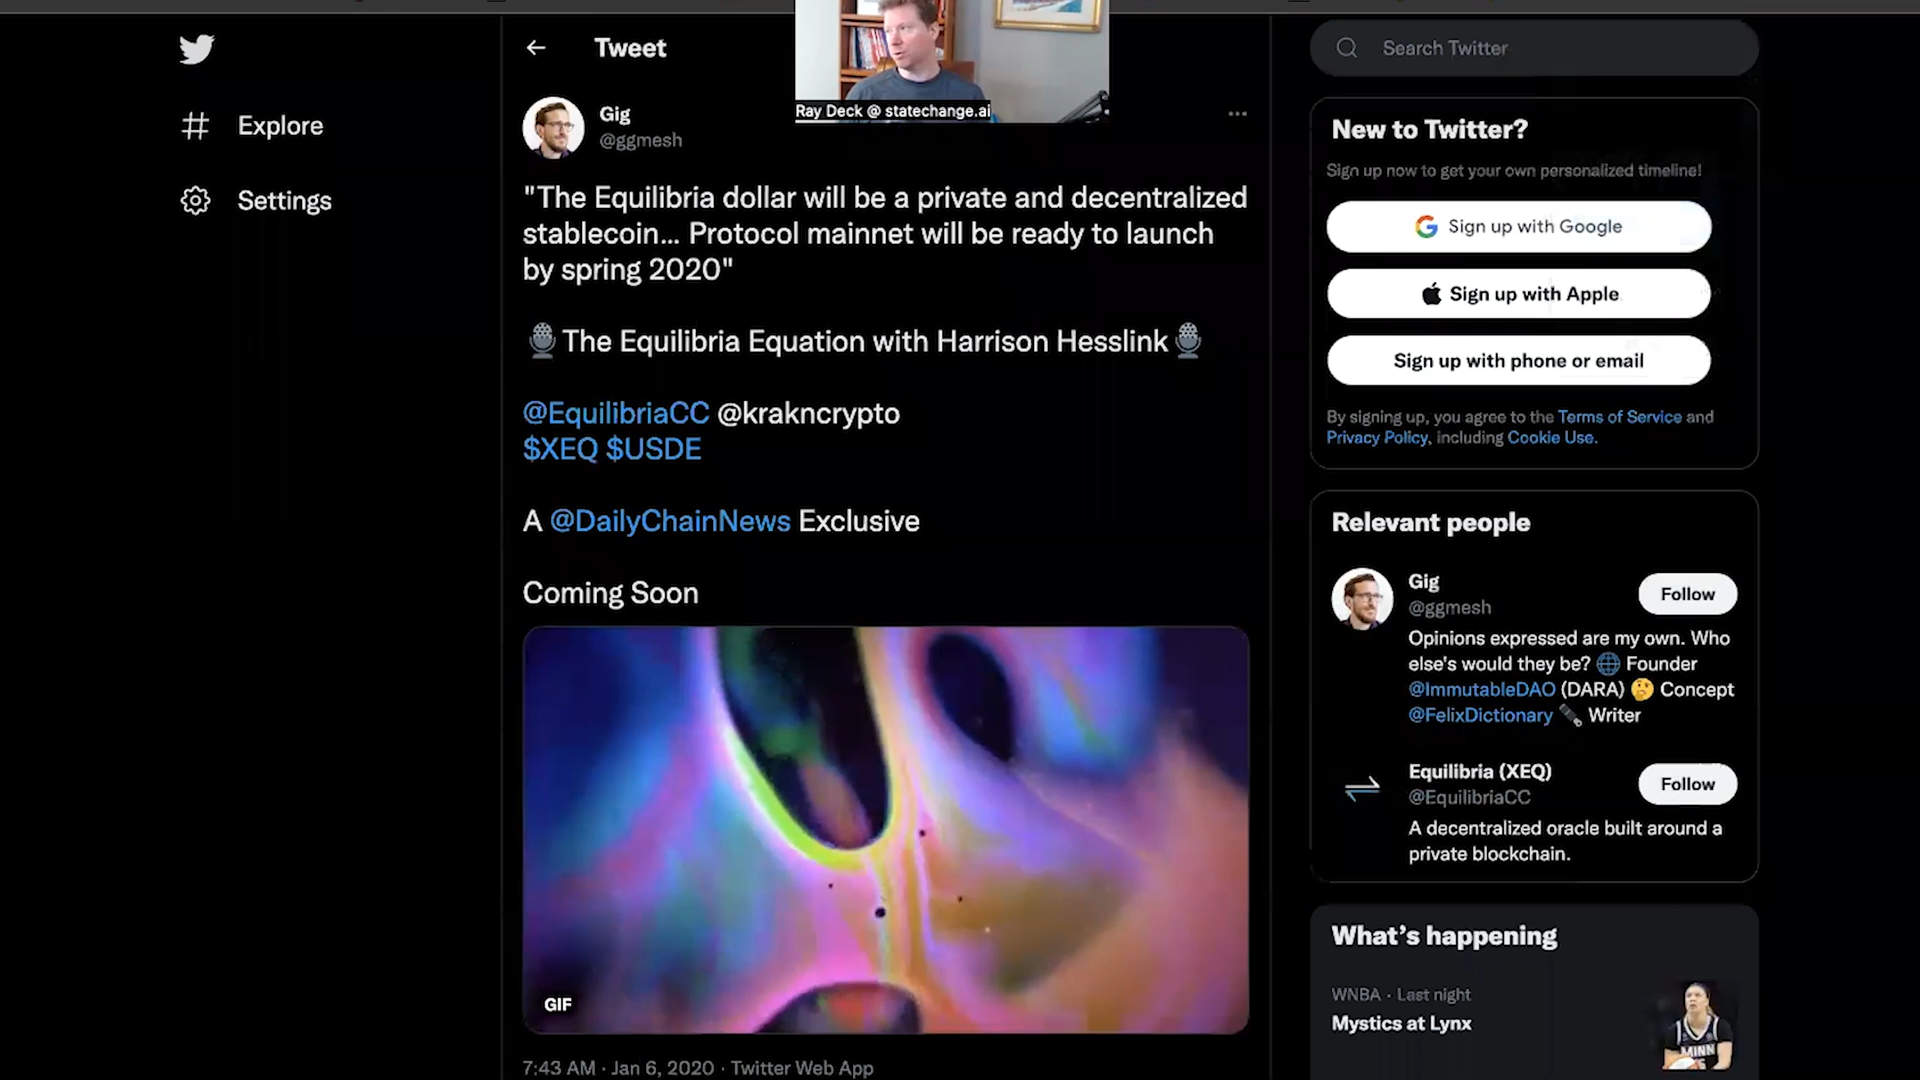 Tweet
Ray Deck @ statechange.ai
Explore
Settings
Gig
@ggmesh
"The Equilibria dollar will be a private and decentralized
stablecoin... Protocol mainnet will be ready to launch
by spring 2020"
The Equilibria Equation with Harrison Hesslink
@EquilibriaCC @krakncrypto
$XEQ $USDE
A @DailyChainNews Exclusive
Coming Soon
GIF
7:43 AM · Jan 6, 2020 · Twitter Web App
Search Twitter
New to Twitter?
Sign up now to get your own personalized timeline!
Sign up with Google
Sign up with Apple
Sign up with phone or email
By signing up, you agree to the Terms of Service and
Privacy Policy, including Cookie Use.
Relevant people
Gig
@ggmesh
Follow
Opinions expressed are my own. Who
else's would they be? 🌐 Founder
@ImmutableDAO (DARA) 🤔 Concept
@FelixDictionary Writer
Equilibria (XEQ)
@EquilibriaCC
Follow
A decentralized oracle built around a
private blockchain.
What's happening
WNBA · Last night
Mystics at Lynx
MINN